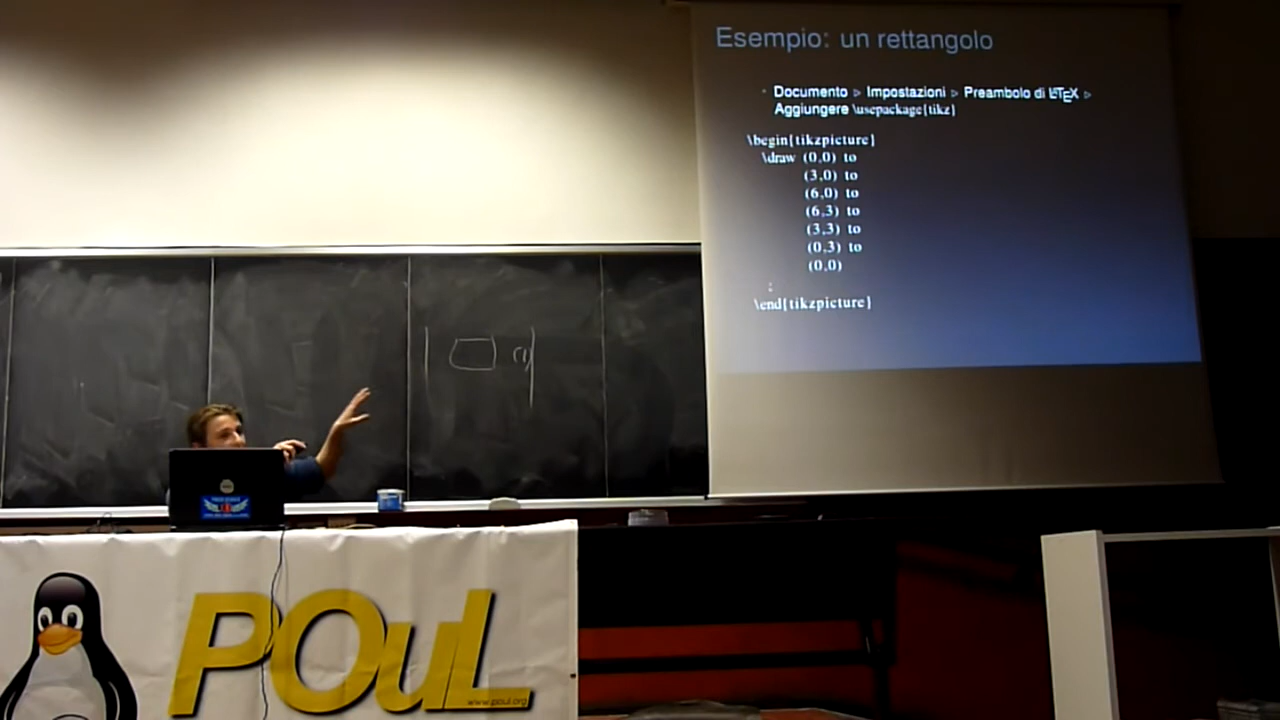 Esempio: un rettangolo
Documento ▹ Impostazioni ▹ Preambolo di LATEX ▹
Aggiungere \usepackage{tikz}
\begin{tikzpicture}
\draw (0,0) to
(3,0) to
(6,0) to
(6,3) to
(3,3) to
(0,3) to
(0,0)
;
\end{tikzpicture}
(1)
POuL
www.poul.org